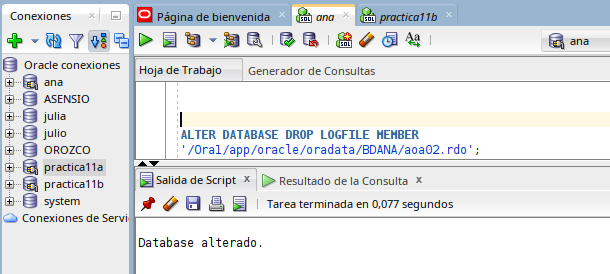 Conexiones
Página de bienvenida
ana
practica11b
Oracle conexiones
ana
ASENSIO
julia
julio
OROZCO
practica11a
practica11b
system
Conexiones de Servi
ana
Hoja de Trabajo
Generador de Consultas
ALTER DATABASE DROP LOGFILE MEMBER
'/Oral/app/oracle/oradata/BDANA/aoa02.rdo';
Salida de Script
Resultado de la Consulta
Tarea terminada en 0,077 segundos
Database alterado.